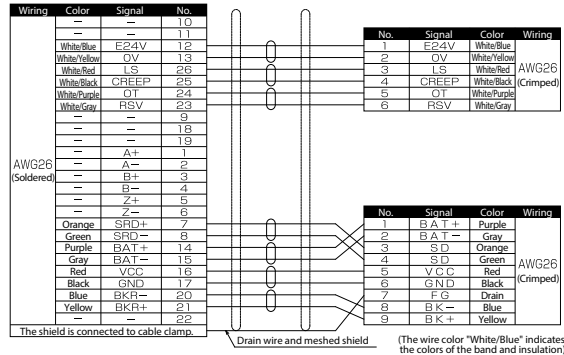 Wiring Color Signal No.
— — 10
— — 11
White/Blue E24V 12
White/Yellow 0V 13
White/Red LS 26
White/Black CREEP 25
White/Purple OT 24
White/Gray RSV 23
— — 9
— — 18
— — 19
— A+ 1
AWG26 — A− 2
(Soldered) — B+ 3
— B− 4
— Z+ 5
— Z− 6
Orange SRD+ 7
Green SRD− 8
Purple BAT+ 14
Gray BAT− 15
Red VCC 16
Black GND 17
Blue BKR− 20
Yellow BKR+ 21
— — 22
The shield is connected to cable clamp.
Drain wire and meshed shield
No. Signal Color Wiring
1 E24V White/Blue
2 0V White/Yellow
3 LS White/Red AWG26
4 CREEP White/Black (Crimped)
5 OT White/Purple
6 RSV White/Gray
No. Signal Color Wiring
1 BAT+ Purple
2 BAT− Gray
3 SD Orange
4 SD Green
5 VCC Red AWG26
6 GND Black (Crimped)
7 FG Drain
8 BK− Blue
9 BK+ Yellow
(The wire color "White/Blue" indicates
the colors of the band and insulation)